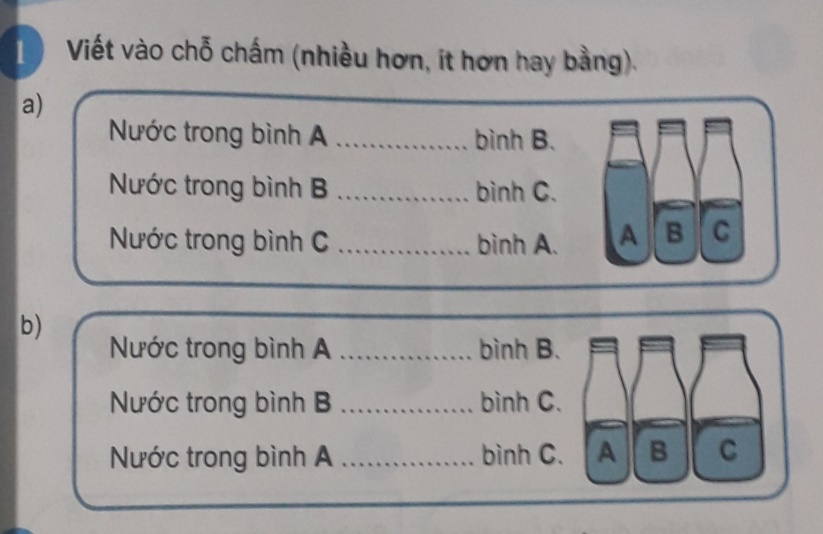 1 Viết vào chỗ chấm (nhiều hơn, ít hơn hay bằng).
a)
Nước trong bình A ................ bình B.
Nước trong bình B ................ bình C.
Nước trong bình C ................ bình A.
A B C
b)
Nước trong bình A ................ bình B.
Nước trong bình B ................ bình C.
Nước trong bình A ................ bình C.
A B C